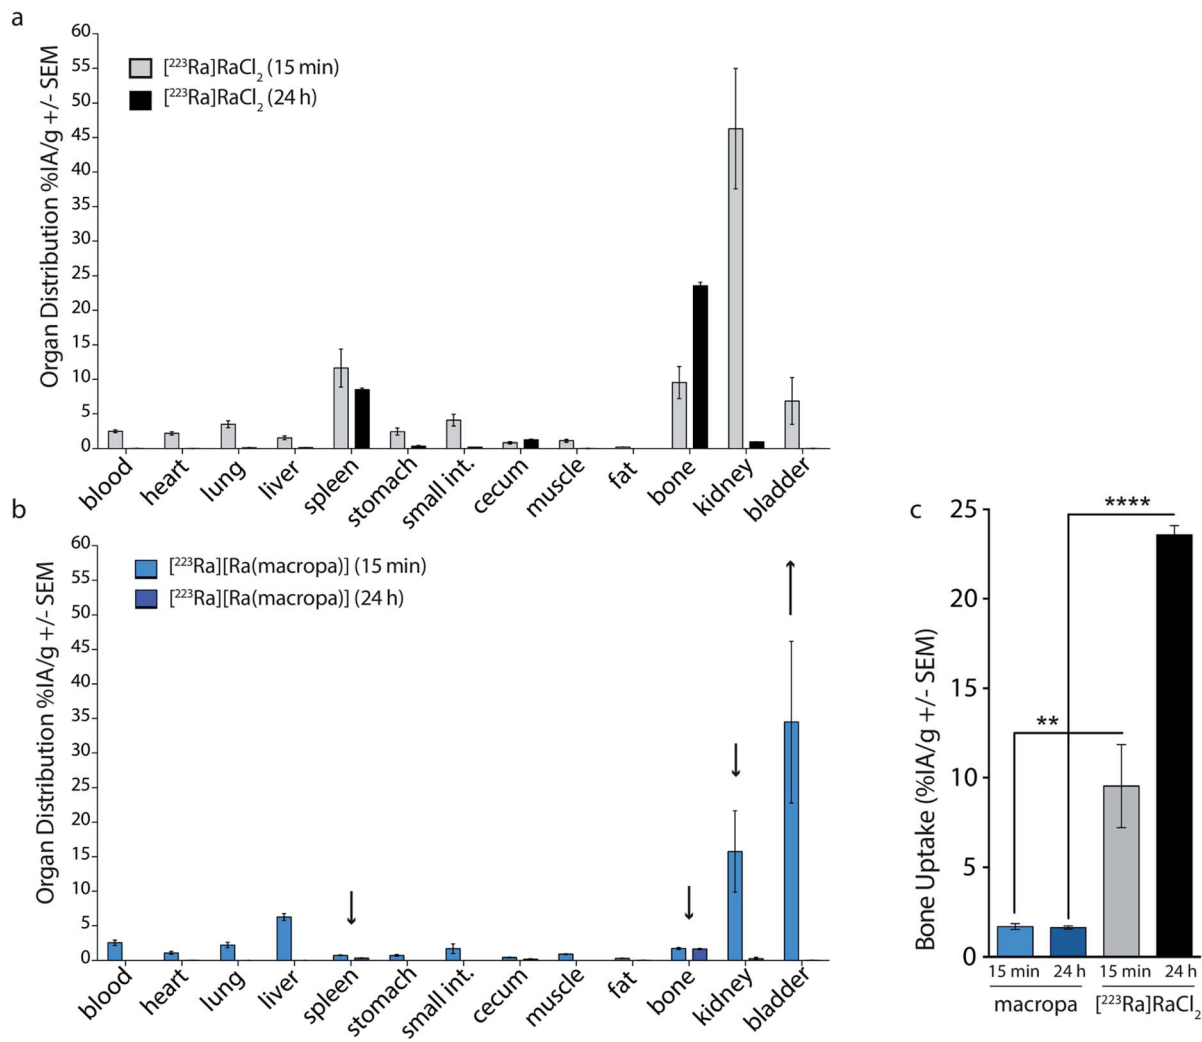 a
Organ Distribution %IA/g +/- SEM
60
55
50
45
40
35
30
25
20
15
10
5
0
[²²³Ra]RaCl₂ (15 min)
[²²³Ra]RaCl₂ (24 h)
blood
heart
lung
liver
spleen
stomach
small int.
cecum
muscle
fat
bone
kidney
bladder
b
Organ Distribution %IA/g +/- SEM
60
55
50
45
40
35
30
25
20
15
10
5
0
[²²³Ra][Ra(macropa)] (15 min)
[²²³Ra][Ra(macropa)] (24 h)
blood
heart
lung
liver
spleen
stomach
small int.
cecum
muscle
fat
bone
kidney
bladder
c
Bone Uptake (%IA/g +/- SEM)
25
20
15
10
5
0
****
**
15 min 24 h 15 min 24 h
macropa [²²³Ra]RaCl₂